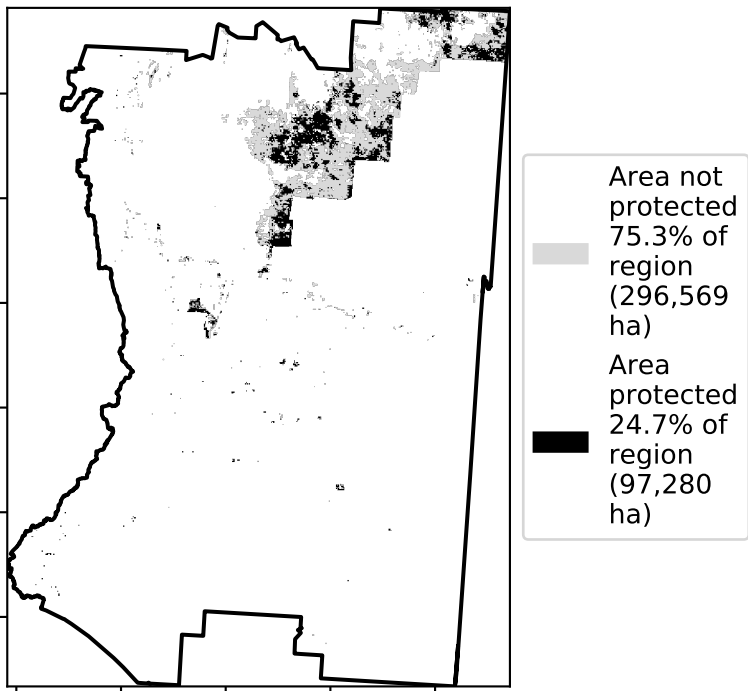 Area not
protected
75.3% of
region
(296,569
ha)
Area
protected
24.7% of
region
(97,280
ha)